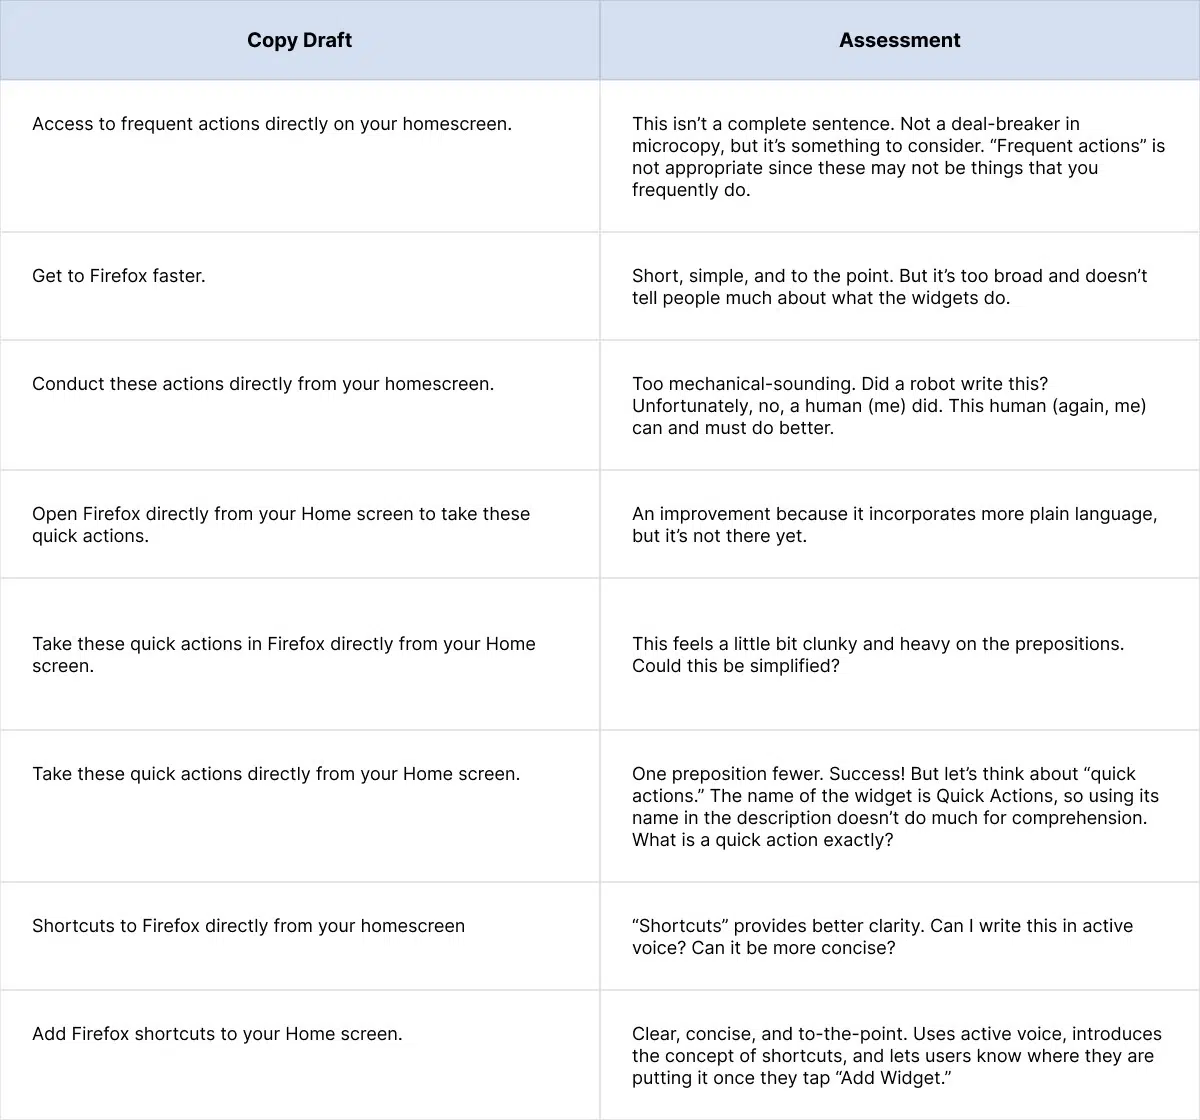 Copy Draft
Assessment
Access to frequent actions directly on your homescreen.
This isn’t a complete sentence. Not a deal-breaker in
microcopy, but it’s something to consider. “Frequent actions” is
not appropriate since these may not be things that you
frequently do.
Get to Firefox faster.
Short, simple, and to the point. But it’s too broad and doesn’t
tell people much about what the widgets do.
Conduct these actions directly from your homescreen.
Too mechanical-sounding. Did a robot write this?
Unfortunately, no, a human (me) did. This human (again, me)
can and must do better.
Open Firefox directly from your Home screen to take these
quick actions.
An improvement because it incorporates more plain language,
but it’s not there yet.
Take these quick actions in Firefox directly from your Home
screen.
This feels a little bit clunky and heavy on the prepositions.
Could this be simplified?
Take these quick actions directly from your Home screen.
One preposition fewer. Success! But let’s think about “quick
actions.” The name of the widget is Quick Actions, so using its
name in the description doesn’t do much for comprehension.
What is a quick action exactly?
Shortcuts to Firefox directly from your homescreen
“Shortcuts” provides better clarity. Can I write this in active
voice? Can it be more concise?
Add Firefox shortcuts to your Home screen.
Clear, concise, and to-the-point. Uses active voice, introduces
the concept of shortcuts, and lets users know where they are
putting it once they tap “Add Widget.”